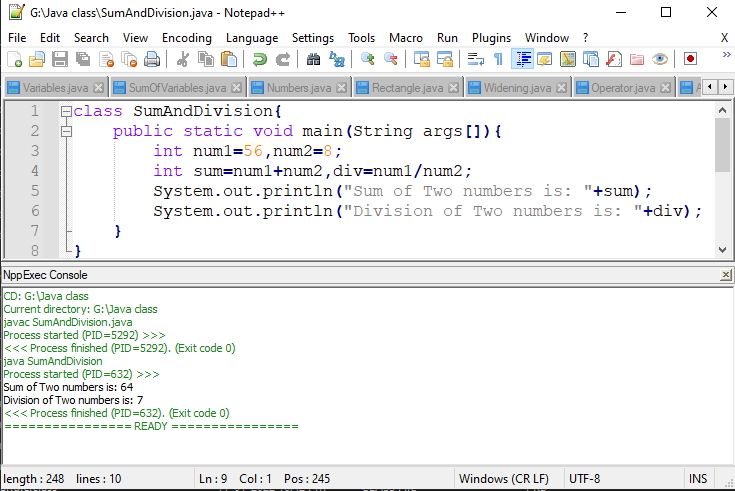 G:\Java class\SumAndDivision.java - Notepad++
File Edit Search View Encoding Language Settings Tools Macro Run Plugins Window ? X
Variables.java SumOfVariables.java Numbers.java Rectangle.java Widening.java Operator.java
1 class SumAndDivision{
2 public static void main(String args[]){
3 int num1=56,num2=8;
4 int sum=num1+num2,div=num1/num2;
5 System.out.println("Sum of Two numbers is: "+sum);
6 System.out.println("Division of Two numbers is: "+div);
7 }
8 }
NppExec Console
CD: G:\Java class
Current directory: G:\Java class
javac SumAndDivision.java
Process started (PID=5292) >>>
<<< Process finished (PID=5292). (Exit code 0)
java SumAndDivision
Process started (PID=632) >>>
Sum of Two numbers is: 64
Division of Two numbers is: 7
<<< Process finished (PID=632). (Exit code 0)
================ READY ================
length : 248 lines : 10 Ln : 9 Col : 1 Pos : 245 Windows (CR LF) UTF-8 INS